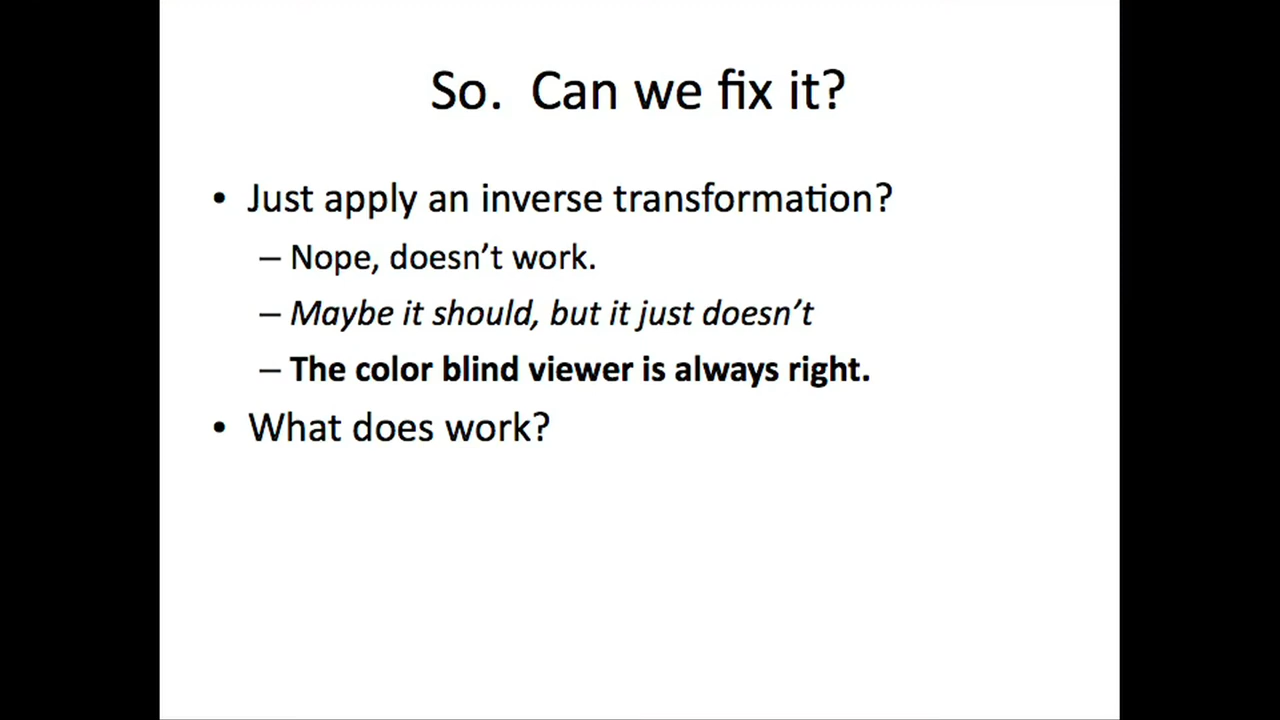 So.  Can we fix it?
• Just apply an inverse transformation?
– Nope, doesn’t work.
– Maybe it should, but it just doesn’t
– The color blind viewer is always right.
• What does work?